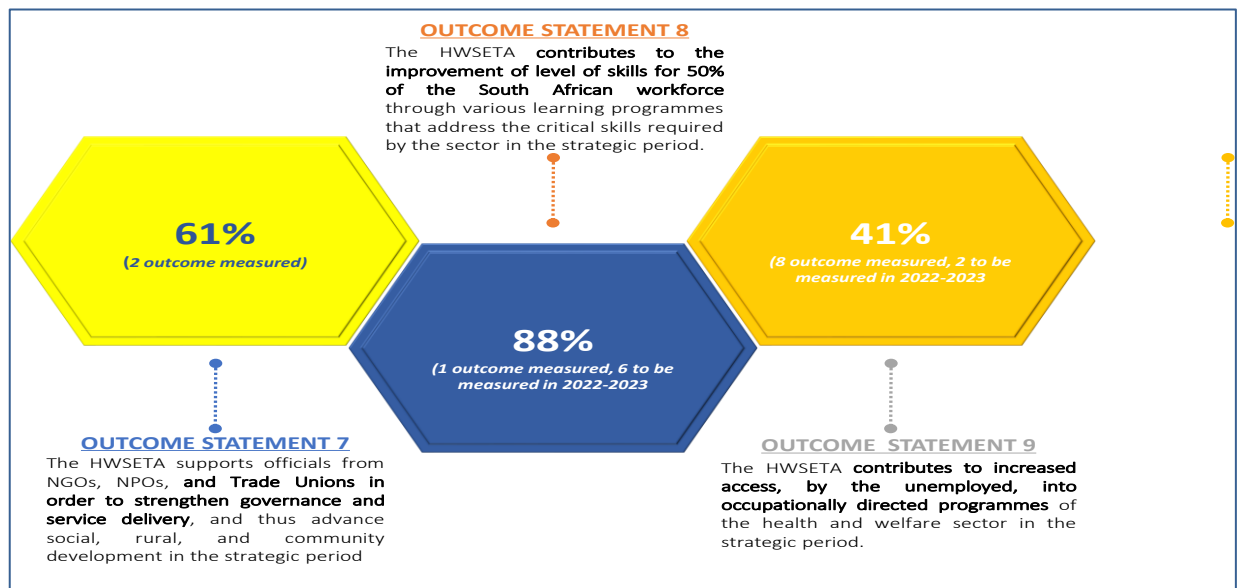 OUTCOME STATEMENT 8
The HWSETA contributes to the
improvement of level of skills for 50%
of the South African workforce
through various learning programmes
that address the critical skills required
by the sector in the strategic period.
61%
(2 outcome measured)
88%
(1 outcome measured, 6 to be
measured in 2022-2023
41%
(8 outcome measured, 2 to be
measured in 2022-2023
OUTCOME STATEMENT 7
The HWSETA supports officials from
NGOs, NPOs, and Trade Unions in
order to strengthen governance and
service delivery, and thus advance
social, rural, and community
development in the strategic period
OUTCOME STATEMENT 9
The HWSETA contributes to increased
access, by the unemployed, into
occupationally directed programmes of
the health and welfare sector in the
strategic period.